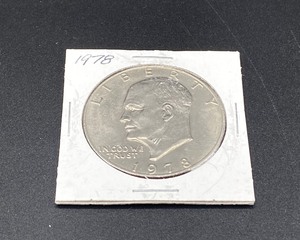 1978
LIBERTY
IN GOD WE
TRUST
1978